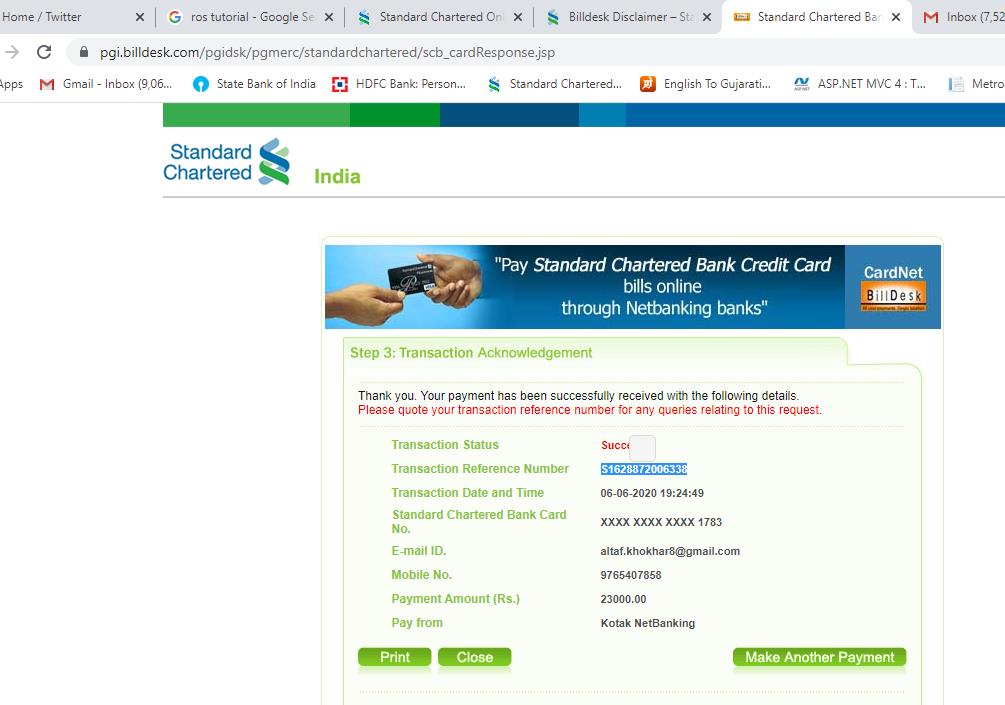 Home / Twitter
ros tutorial - Google Se
Standard Chartered Onl
Billdesk Disclaimer – Sta
Standard Chartered Ban
Inbox (7,52
pgi.billdesk.com/pgidsk/pgmerc/standardchartered/scb_cardResponse.jsp
Apps
Gmail - Inbox (9,06...
State Bank of India
HDFC Bank: Person...
Standard Chartered...
English To Gujarati...
ASP.NET MVC 4 : T...
Metro
Standard
Chartered
India
"Pay Standard Chartered Bank Credit Card
bills online
through Netbanking banks"
CardNet
BillDesk
Step 3: Transaction Acknowledgement
Thank you. Your payment has been successfully received with the following details.
Please quote your transaction reference number for any queries relating to this request.
Transaction Status Succe
Transaction Reference Number S1628872006338
Transaction Date and Time 06-06-2020 19:24:49
Standard Chartered Bank Card
No. XXXX XXXX XXXX 1783
E-mail ID. altaf.khokhar8@gmail.com
Mobile No. 9765407858
Payment Amount (Rs.) 23000.00
Pay from Kotak NetBanking
Print Close Make Another Payment